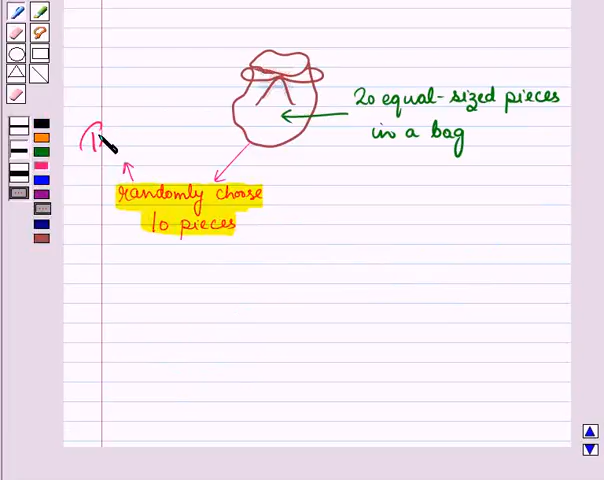 20 equal-sized pieces
in a bag
randomly choose
10 pieces